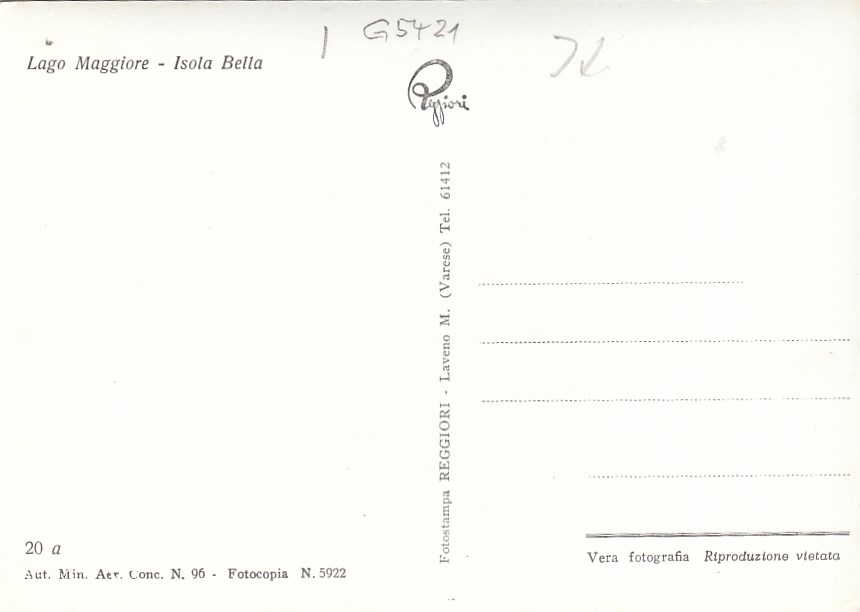 G5421
Lago Maggiore - Isola Bella
Reggiori
Fotostampa REGGIORI - Laveno M. (Varese) Tel. 61412
20 a
Aut. Min. Aer. Conc. N. 96 - Fotocopia N. 5922
Vera fotografia Riproduzione vietata